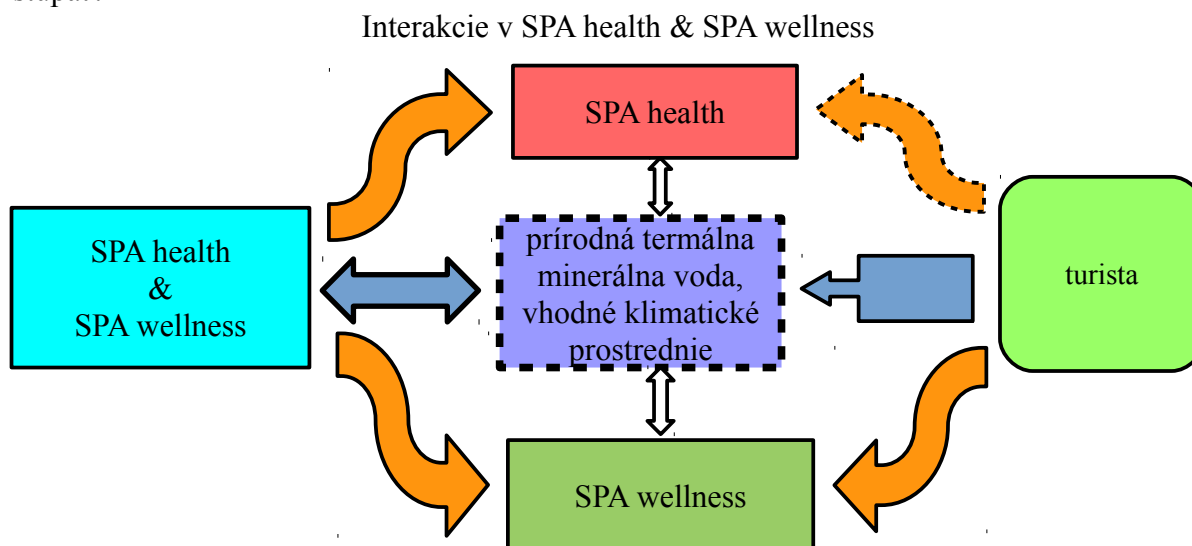 Interakcie v SPA health & SPA wellness
SPA health
SPA health
&
SPA wellness
prírodná termálna
minerálna voda,
vhodné klimatické
prostrednie
turista
SPA wellness